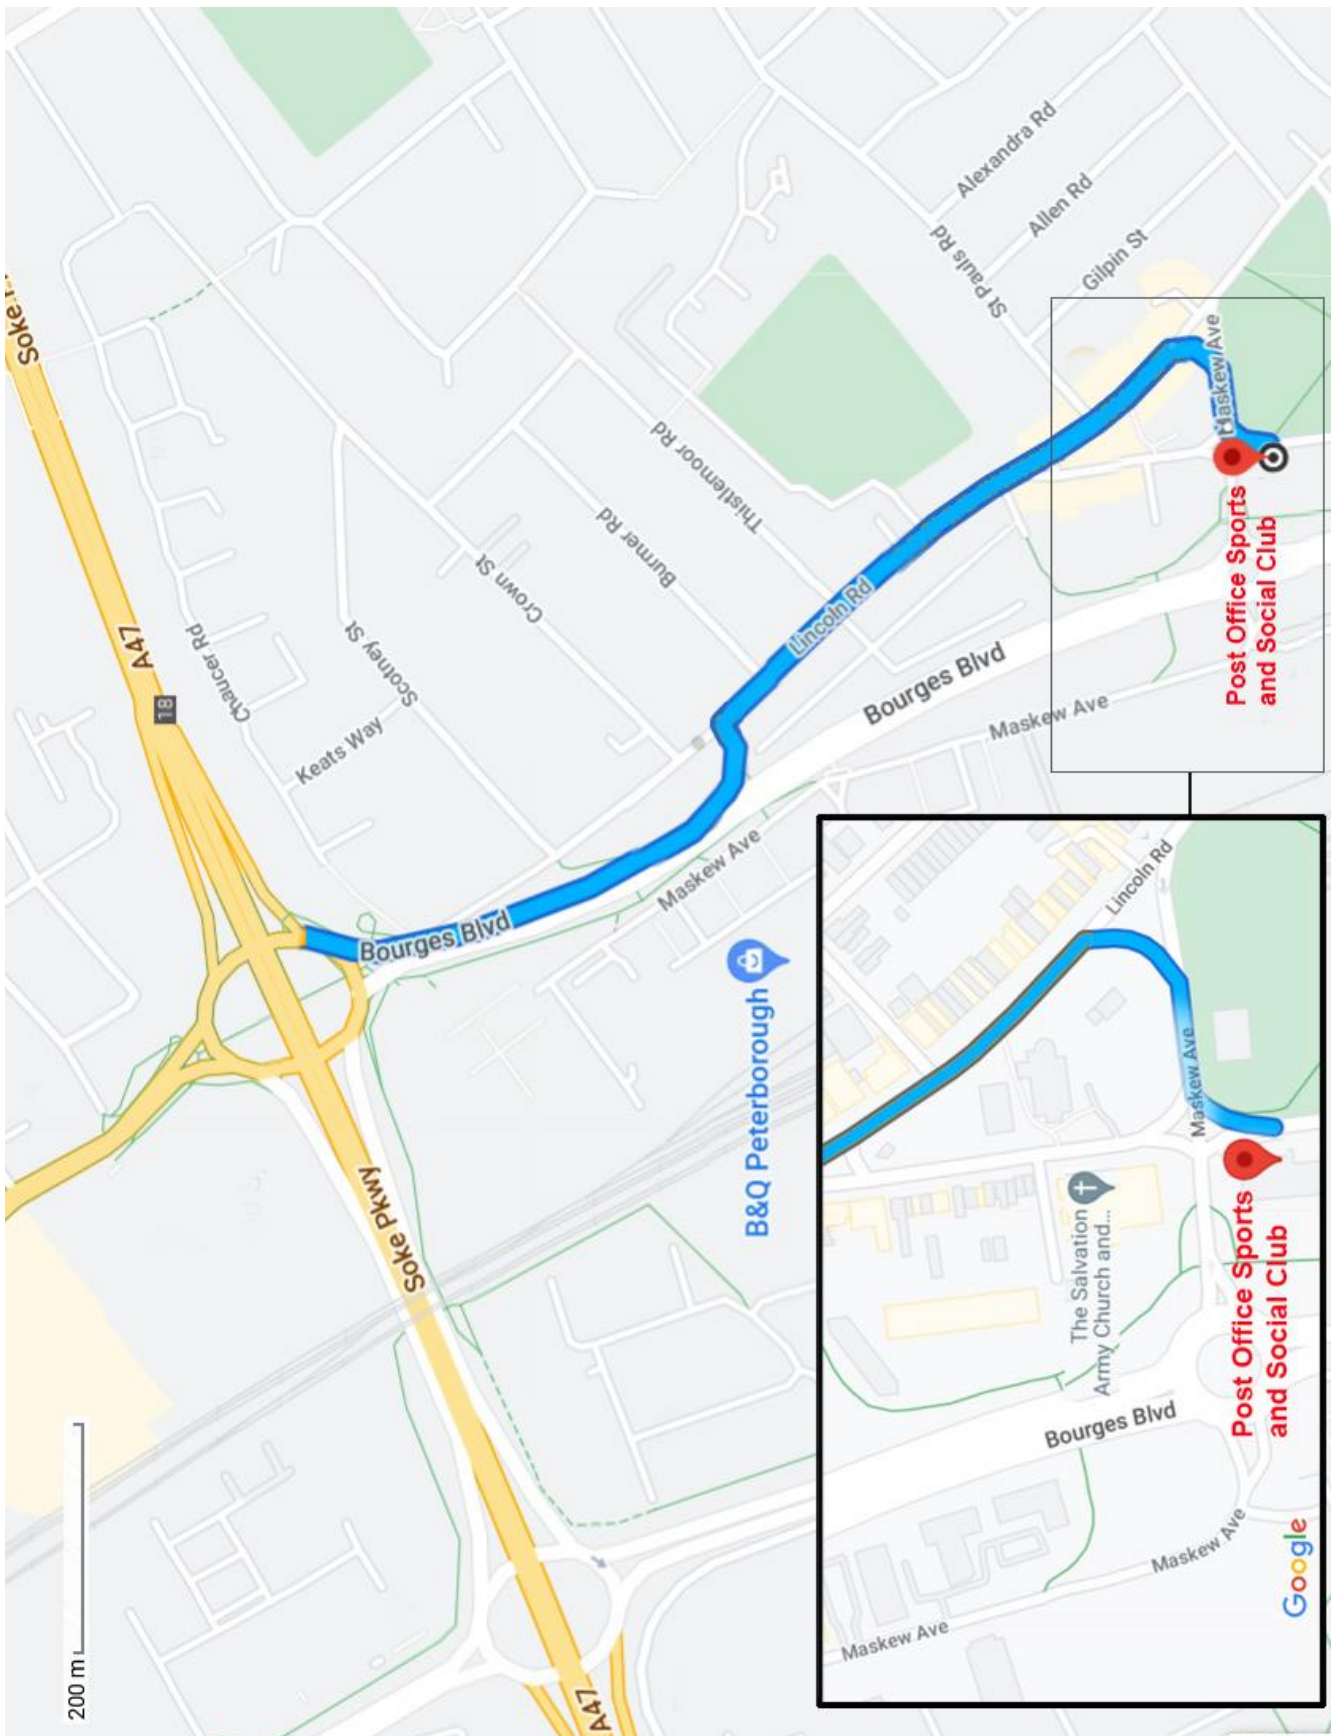 Soke
A47
18
Chaucer Rd
Scotney St
Keats Way
Crown St
Burmer Rd
Thistlemoor Rd
Lincoln Rd
St Pauls Rd
Alexandra Rd
Allen Rd
Gilpin St
Maskew Ave
Bourges Blvd
Bourges Blvd
Maskew Ave
Maskew Ave
Post Office Sports
and Social Club
B&Q Peterborough
Soke Pkwy
A47
200 m
Lincoln Rd
Maskew Ave
The Salvation
Army Church and...
Post Office Sports
and Social Club
Bourges Blvd
Maskew Ave
Maskew Ave
Google